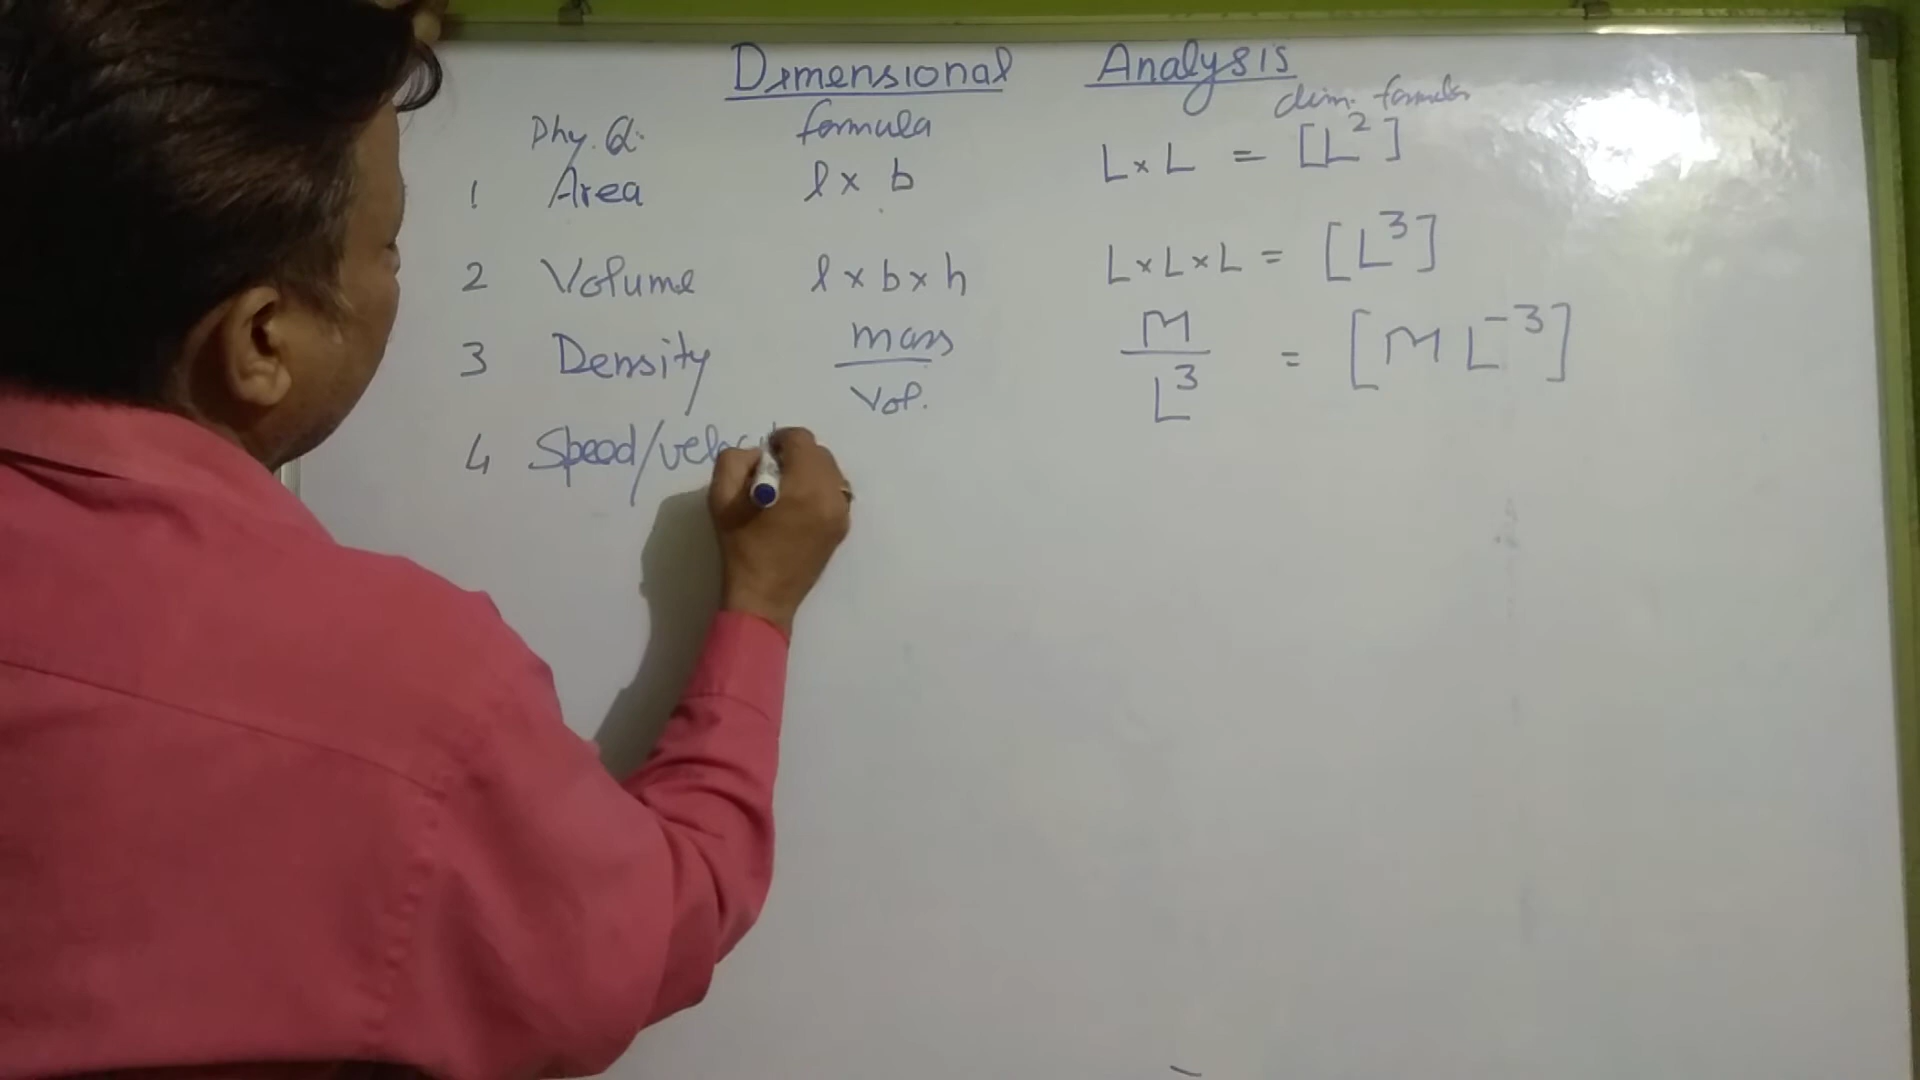 Dimensional Analysis
Phy. Q. formula dim. formula
1 Area l × b L × L = [L²]
2 Volume l × b × h L × L × L = [L³]
3 Density mass/Vol. M/L³ = [M L⁻³]
4 Speed/